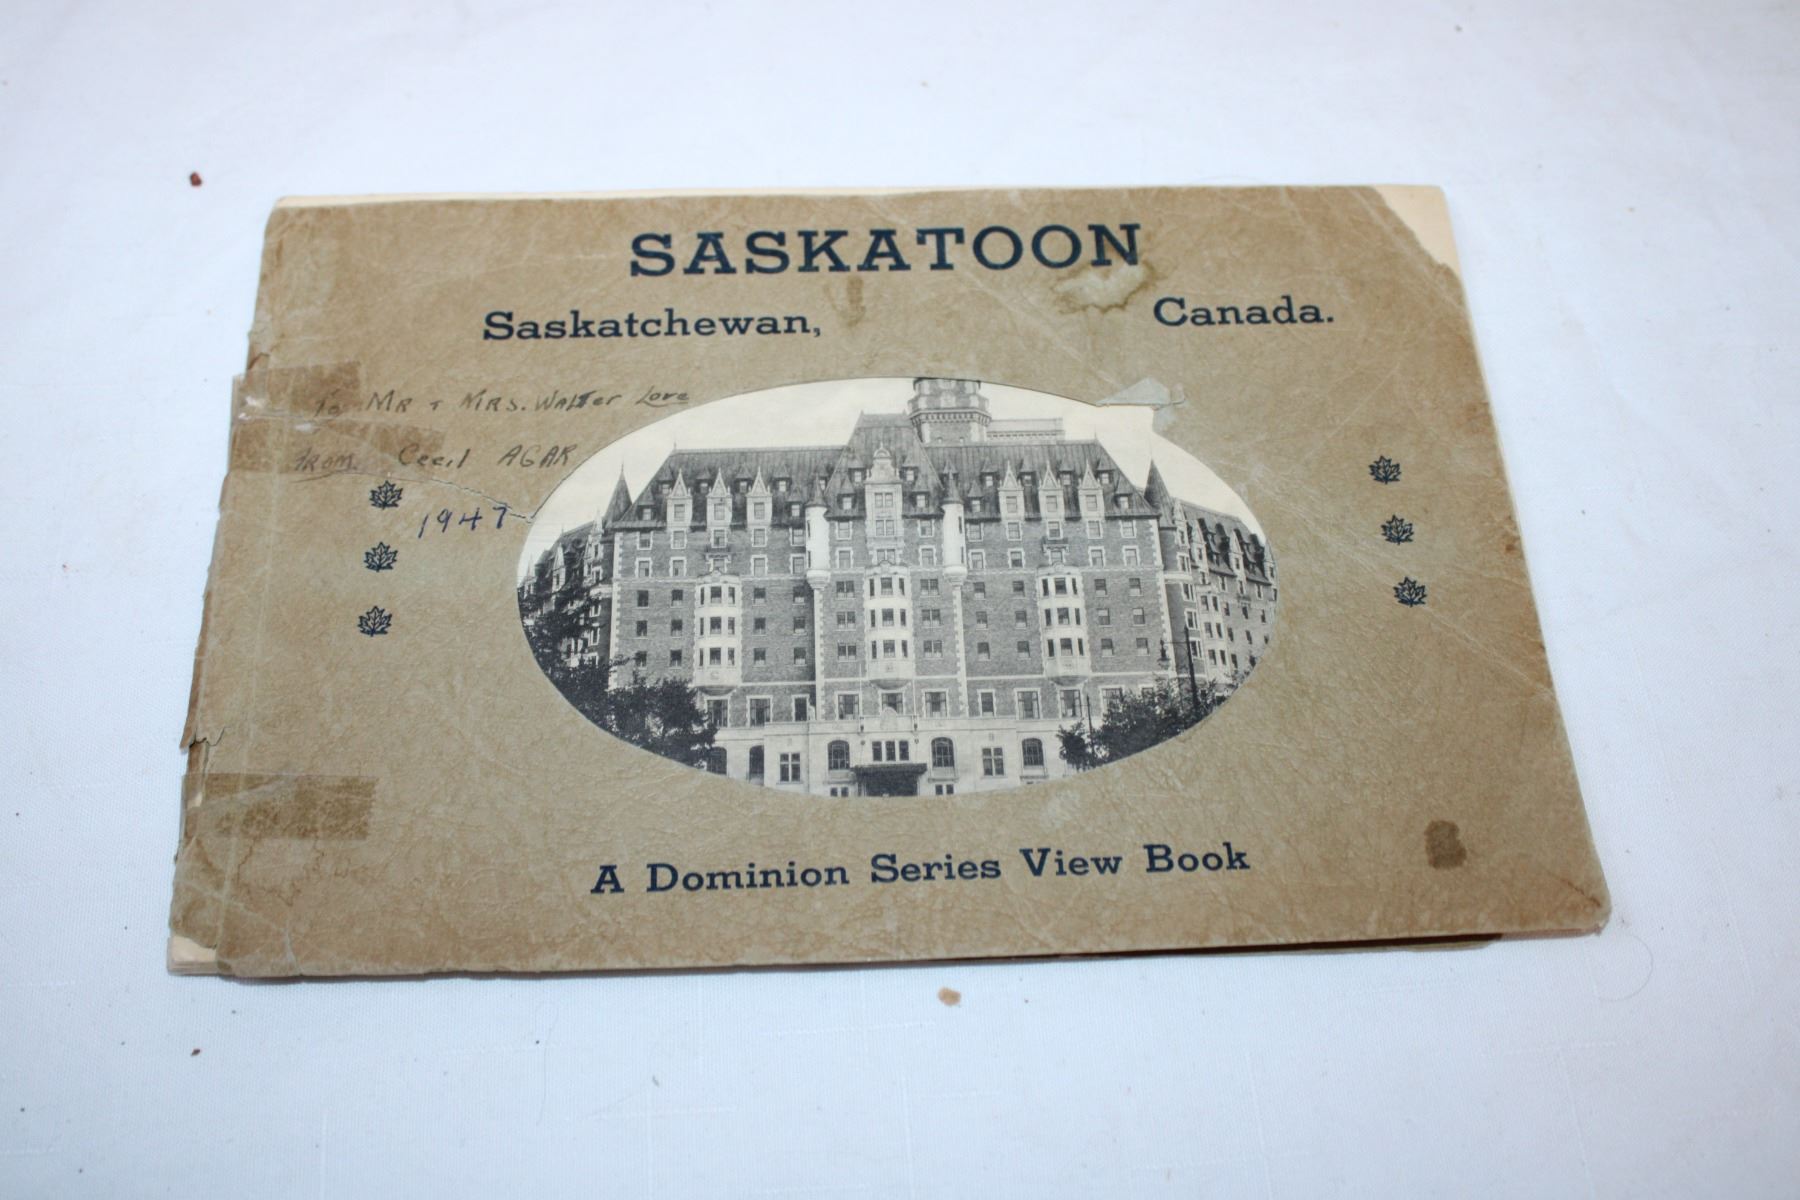 SASKATOON
Saskatchewan, Canada.
To MR + MRS. WALTER Love
FROM Cecil AGAR
1947
A Dominion Series View Book